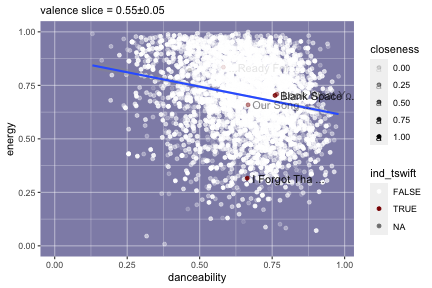 valence slice = 0.55±0.05
1.00
0.75
0.50
0.25
0.00
energy
Ready F
Blank Space
Our Song
I Forgot Tha ...
0.00
0.25
0.50
0.75
1.00
danceability
closeness
0.00
0.25
0.50
0.75
1.00
ind_tswift
FALSE
TRUE
NA